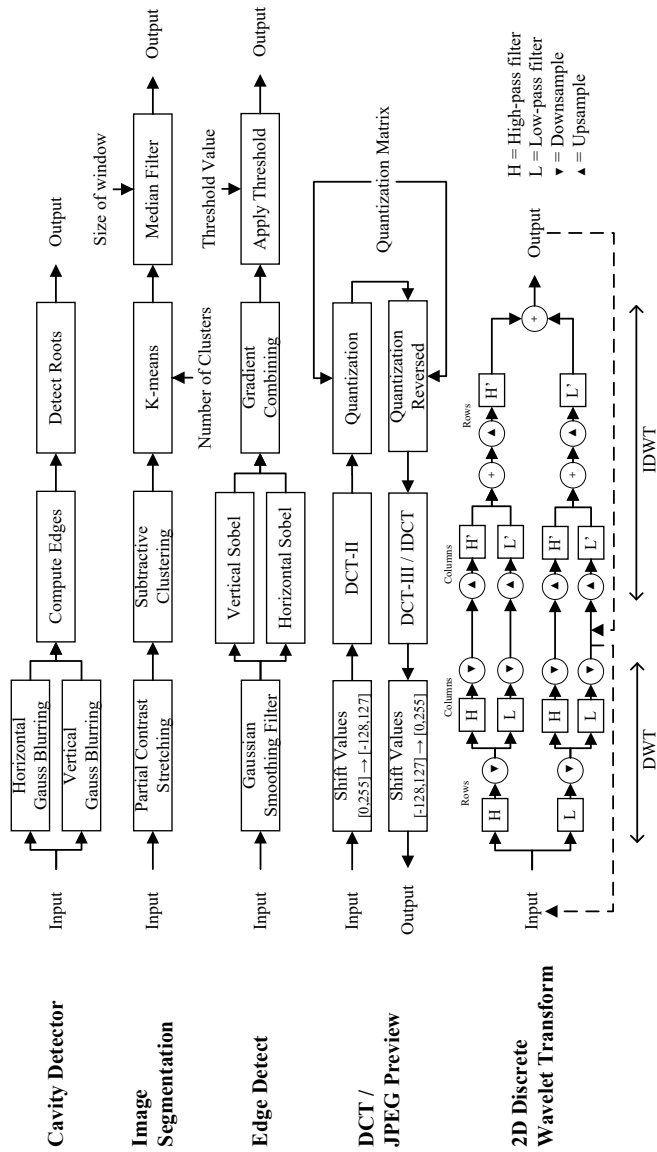 Cavity Detector
Input
Horizontal
Gauss Blurring
Vertical
Gauss Blurring
Compute Edges
Detect Roots
Output
Image
Segmentation
Input
Partial Contrast
Stretching
Subtractive
Clustering
K-means
Number of Clusters
Median Filter
Size of window
Output
Edge Detect
Input
Gaussian
Smoothing Filter
Vertical Sobel
Horizontal Sobel
Gradient
Combining
Apply Threshold
Threshold Value
Output
DCT /
JPEG Preview
Input
Shift Values
[0,255] → [-128,127]
DCT-II
Quantization
Quantization Matrix
Quantization
Reversed
DCT-III / IDCT
Shift Values
[-128,127] → [0,255]
Output
2D Discrete
Wavelet Transform
Input
Rows
H
L
Columns
H
L
H
L
Columns
H'
L'
H'
L'
+
+
Rows
H'
L'
+
Output
DWT
IDWT
H = High-pass filter
L = Low-pass filter
▼ = Downsample
▲ = Upsample